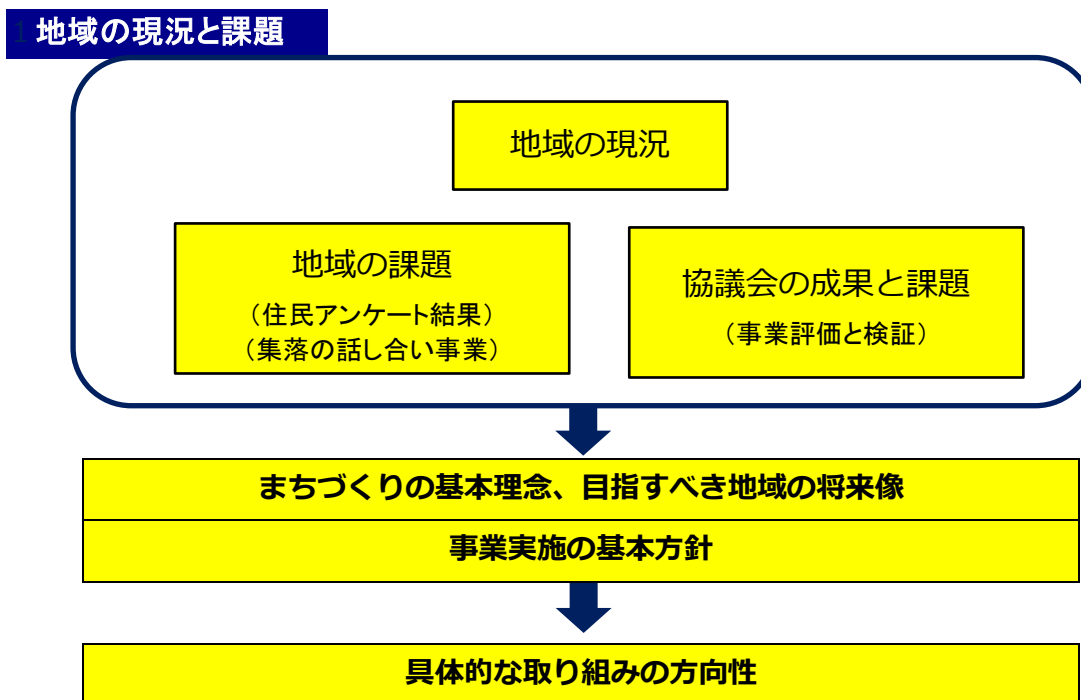 1 地域の現況と課題
地域の現況
地域の課題
（住民アンケート結果）
（集落の話し合い事業）
協議会の成果と課題
（事業評価と検証）
まちづくりの基本理念、目指すべき地域の将来像
事業実施の基本方針
具体的な取り組みの方向性